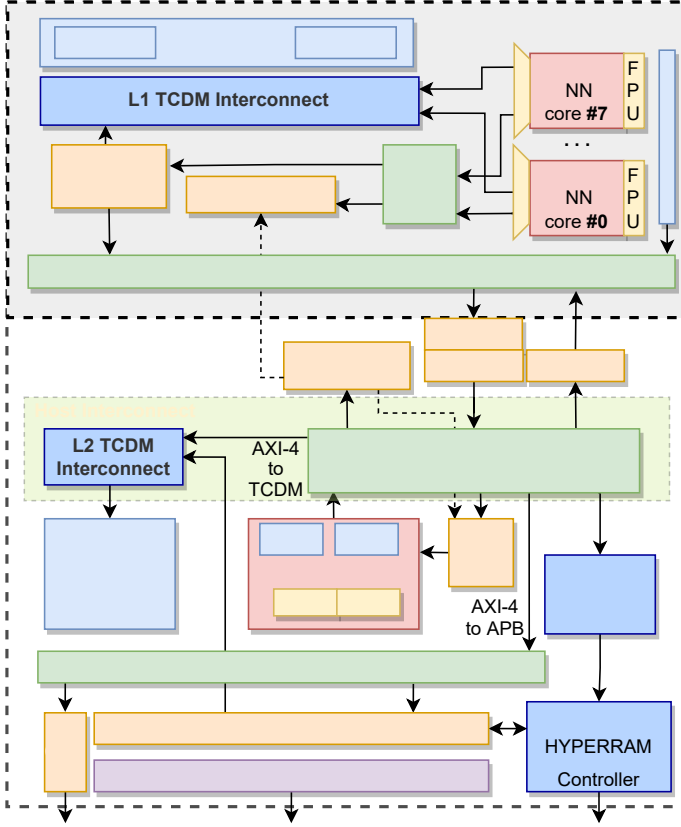 L1 TCDM Interconnect
NN
core #7
F
P
U
. . .
NN
core #0
F
P
U
L2 TCDM
Interconnect
AXI-4
to
TCDM
AXI-4
to APB
HYPERRAM
Controller